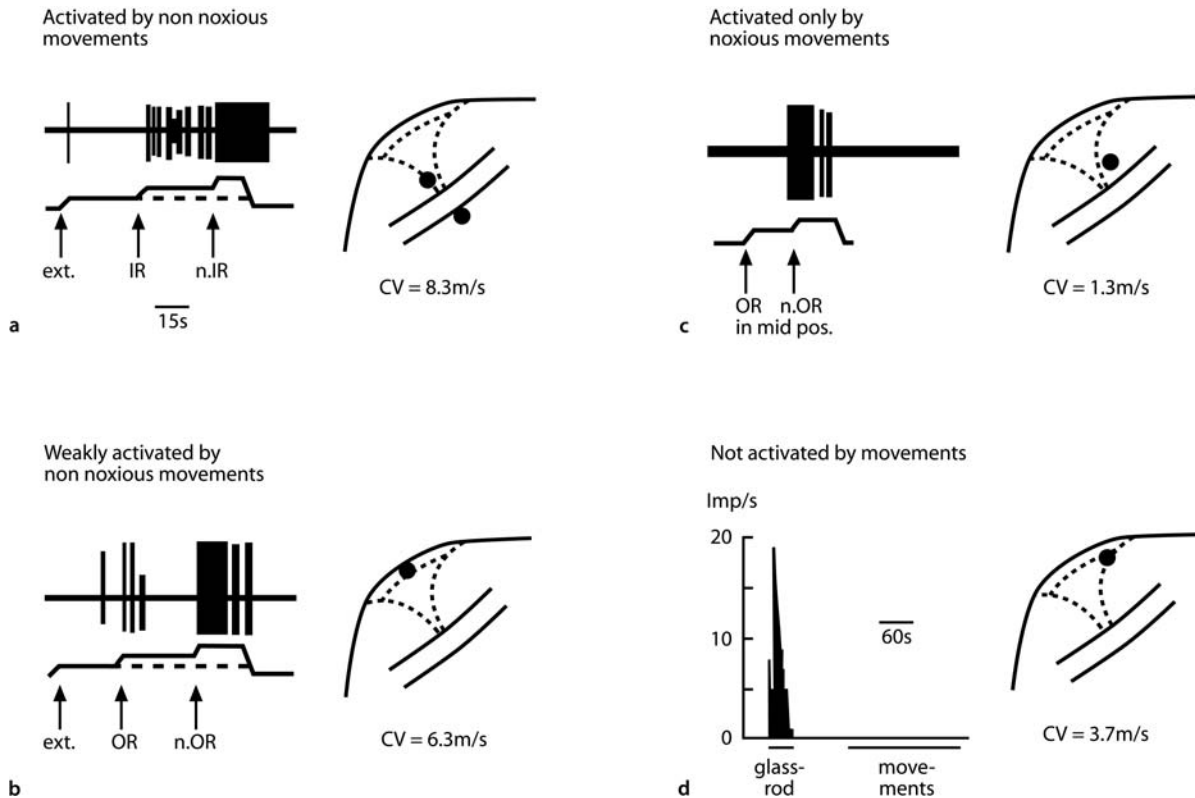 Activated by non noxious
movements
ext.
IR
n.IR
15s
CV = 8.3m/s
a
Weakly activated by
non noxious movements
ext.
OR
n.OR
CV = 6.3m/s
b
Activated only by
noxious movements
OR
n.OR
in mid pos.
CV = 1.3m/s
c
Not activated by movements
Imp/s
20
10
0
60s
glass-
rod
move-
ments
CV = 3.7m/s
d